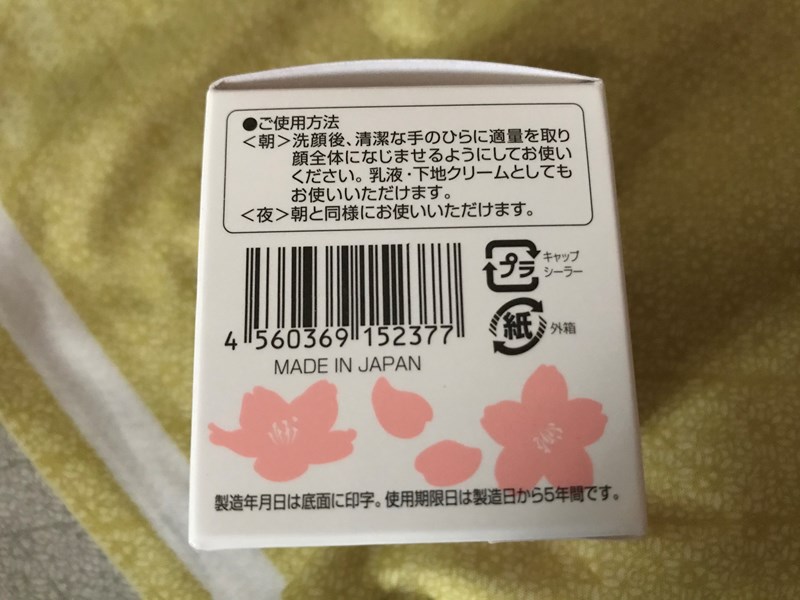 ●ご使用方法
<朝>洗顔後、清潔な手のひらに適量を取り
顔全体になじませるようにしてお使い
ください。乳液・下地クリームとしても
お使いいただけます。
<夜>朝と同様にお使いいただけます。
プラ
キャップ
シーラー
紙
外箱
4 560369 152377
MADE IN JAPAN
製造年月日は底面に印字。使用期限日は製造日から5年間です。